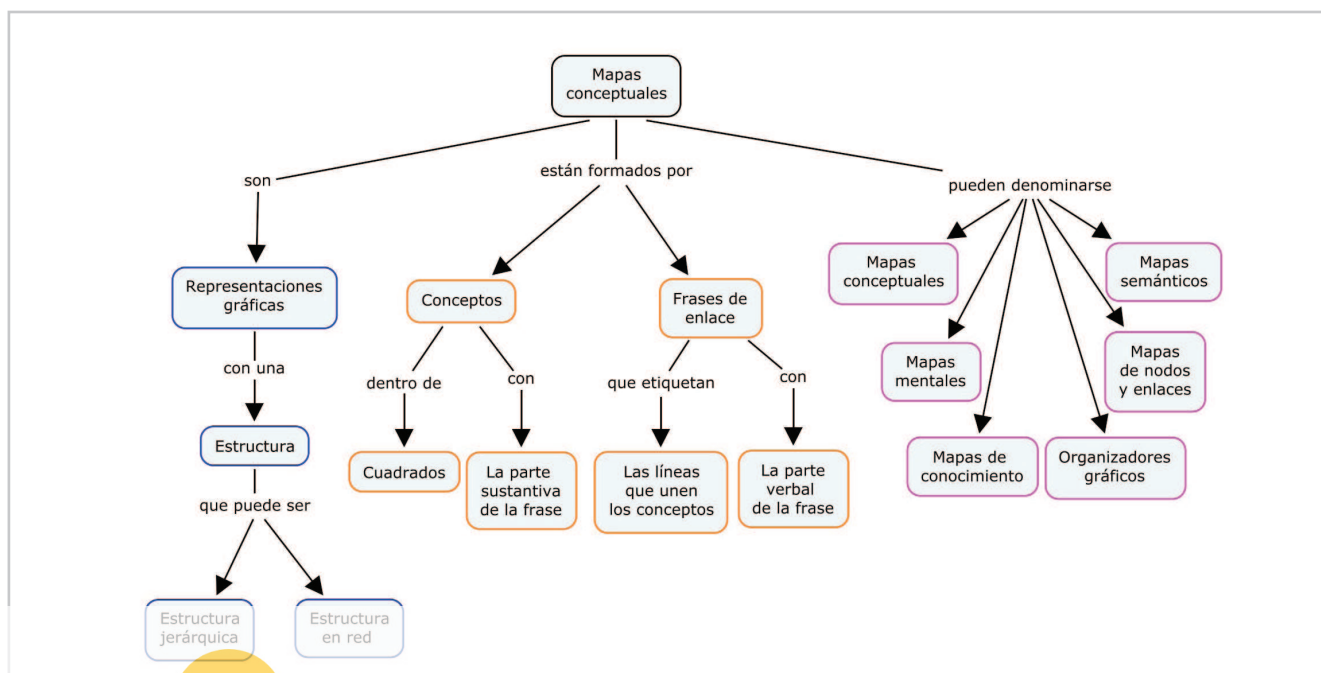 Mapas
conceptuales
son
están formados por
pueden denominarse
Representaciones
gráficas
con una
Estructura
que puede ser
Estructura
jerárquica
Estructura
en red
Conceptos
dentro de
Cuadrados
con
La parte
sustantiva
de la frase
Frases de
enlace
que etiquetan
Las líneas
que unen
los conceptos
con
La parte
verbal
de la frase
Mapas
conceptuales
Mapas
semánticos
Mapas
mentales
Mapas
de nodos
y enlaces
Mapas de
conocimiento
Organizadores
gráficos